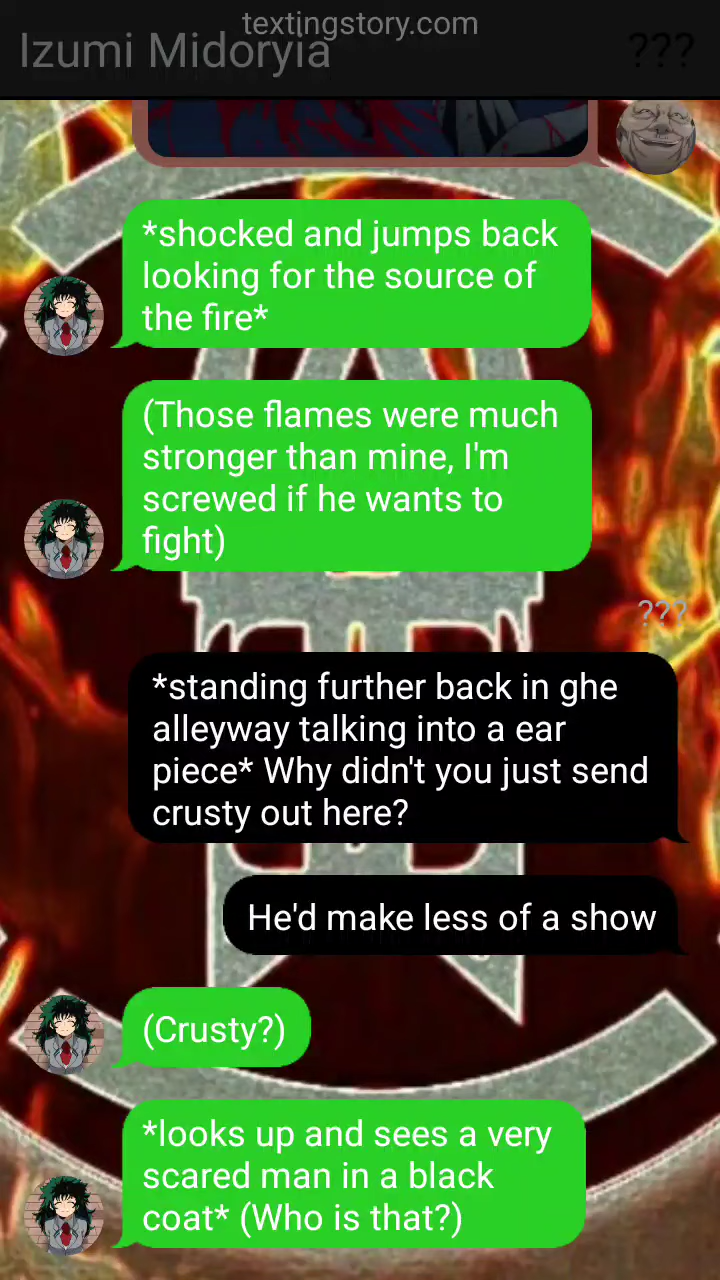 textingstory.com
Izumi Midoryia
???
*shocked and jumps back
looking for the source of
the fire*
(Those flames were much
stronger than mine, I'm
screwed if he wants to
fight)
???
*standing further back in ghe
alleyway talking into a ear
piece* Why didn't you just send
crusty out here?
He'd make less of a show
(Crusty?)
*looks up and sees a very
scared man in a black
coat* (Who is that?)